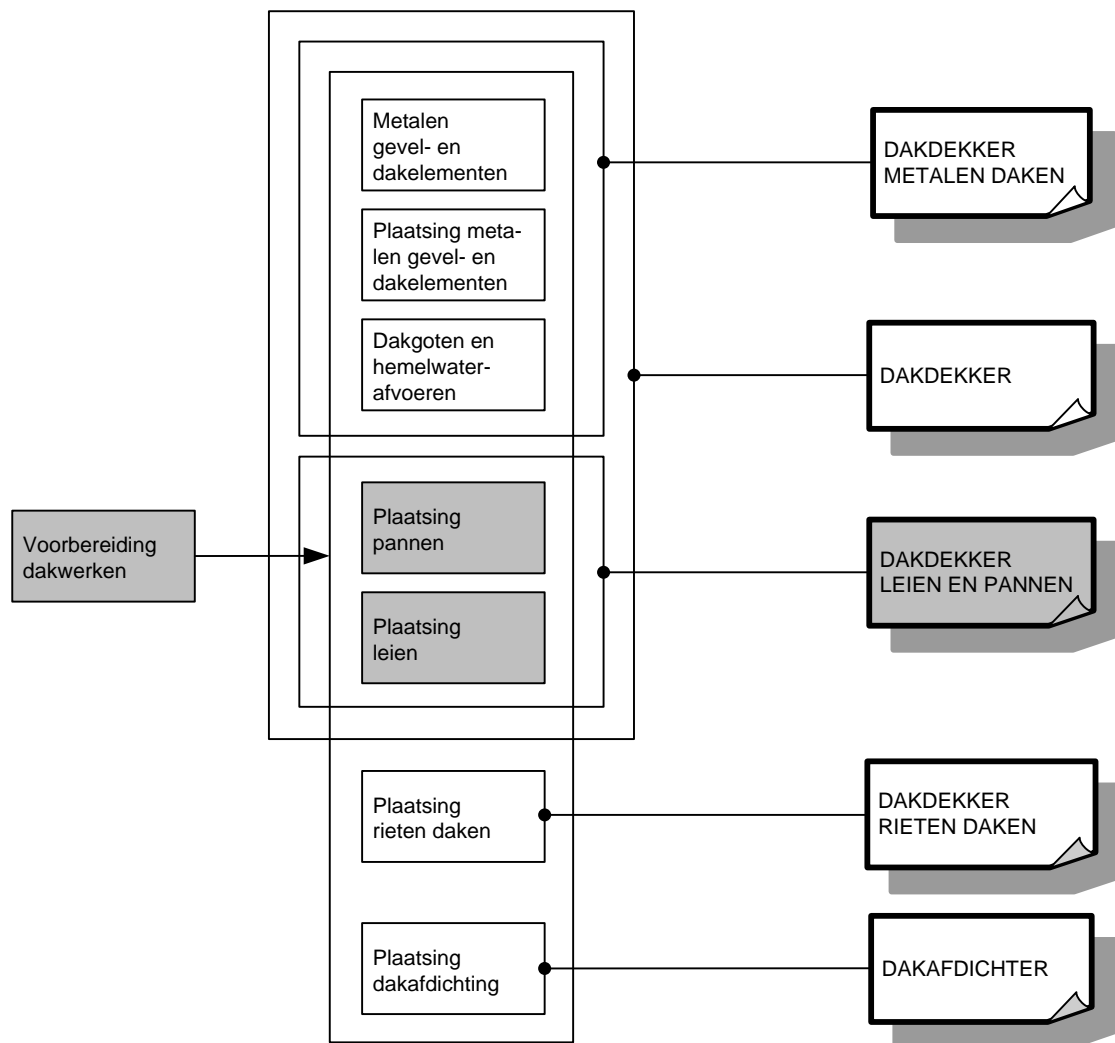 Metalen
gevel- en
dakelementen
DAKDEKKER
METALEN DAKEN
Plaatsing meta-
len gevel- en
dakelementen
Dakgoten en
hemelwater-
afvoeren
DAKDEKKER
Voorbereiding
dakwerken
Plaatsing
pannen
DAKDEKKER
LEIEN EN PANNEN
Plaatsing
leien
Plaatsing
rieten daken
DAKDEKKER
RIETEN DAKEN
Plaatsing
dakafdichting
DAKAFDICHTER